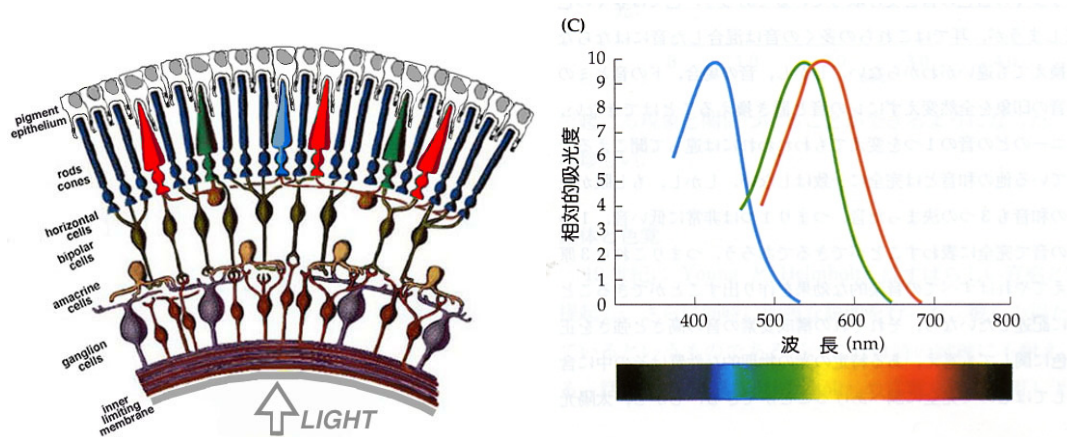 pigment
epithelium
rods
cones
horizontal
cells
bipolar
cells
amacrine
cells
ganglion
cells
inner
limiting
membrane
LIGHT
(C)
相対的吸光度
10
9
8
7
6
5
4
3
2
1
0
400
500
600
700
800
波 長 (nm)